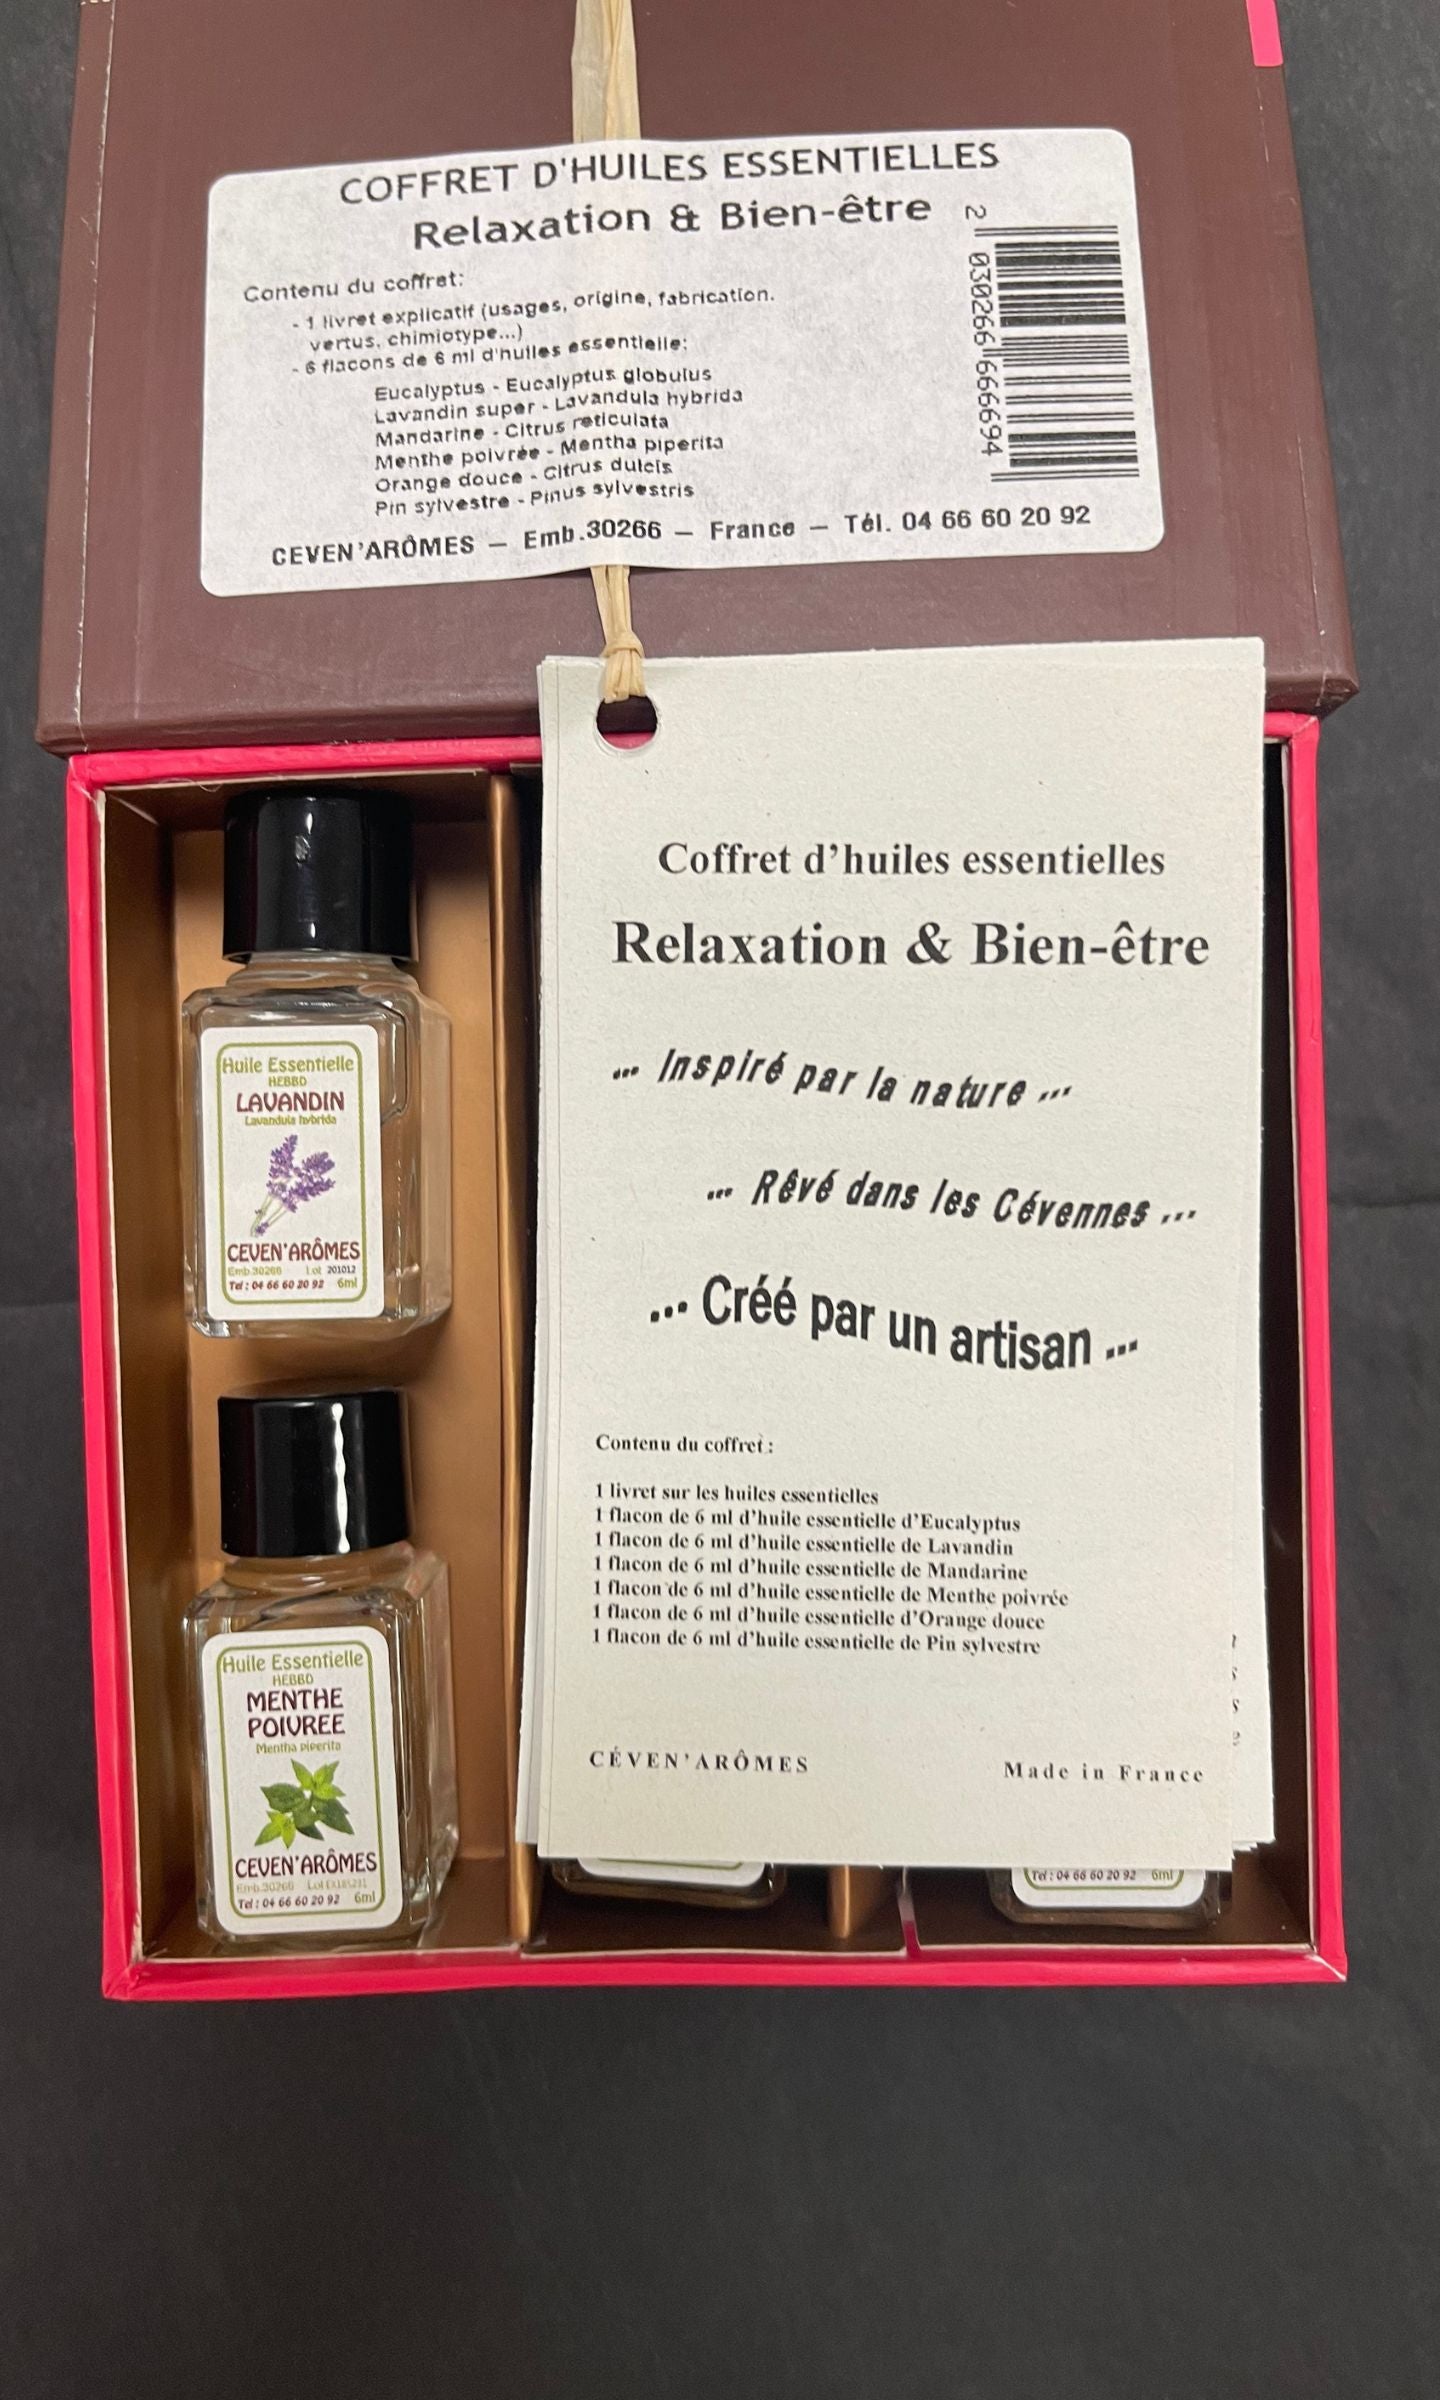 COFFRET D'HUILES ESSENTIELLES
Relaxation & Bien-être
Contenu du coffret:
- 1 livret explicatif (usages, origine, fabrication.
vertus, chimiotype...)
- 6 flacons de 6 ml d'huiles essentielle:
Eucalyptus - Eucalyptus globulus
Lavandin super - Lavandula hybrida
Mandarine - Citrus reticulata
Menthe poivrée - Mentha piperita
Orange douce - Citrus dulcis
Pin sylvestre - Pinus sylvestris
CEVEN'ARÔMES — Emb.30266 — France — Tél. 04 66 60 20 92
2 030266 666694
Coffret d'huiles essentielles
Relaxation & Bien-être
... Inspiré par la nature ...
... Rêvé dans les Cévennes ...
... Créé par un artisan ...
Contenu du coffret :
1 livret sur les huiles essentielles
1 flacon de 6 ml d'huile essentielle d'Eucalyptus
1 flacon de 6 ml d'huile essentielle de Lavandin
1 flacon de 6 ml d'huile essentielle de Mandarine
1 flacon de 6 ml d'huile essentielle de Menthe poivrée
1 flacon de 6 ml d'huile essentielle d'Orange douce
1 flacon de 6 ml d'huile essentielle de Pin sylvestre
CÉVEN'ARÔMES Made in France
Huile Essentielle
HEBBD
LAVANDIN
Lavandula hybrida
CEVEN'ARÔMES
Emb.30266 Lot 201012
Tel : 04 66 60 20 92 6ml
Huile Essentielle
HEBBD
MENTHE
POIVREE
Mentha piperita
CEVEN'ARÔMES
Emb.30266 Lot
Tel : 04 66 60 20 92 6ml
Tel : 04 66 60 20 92 6ml